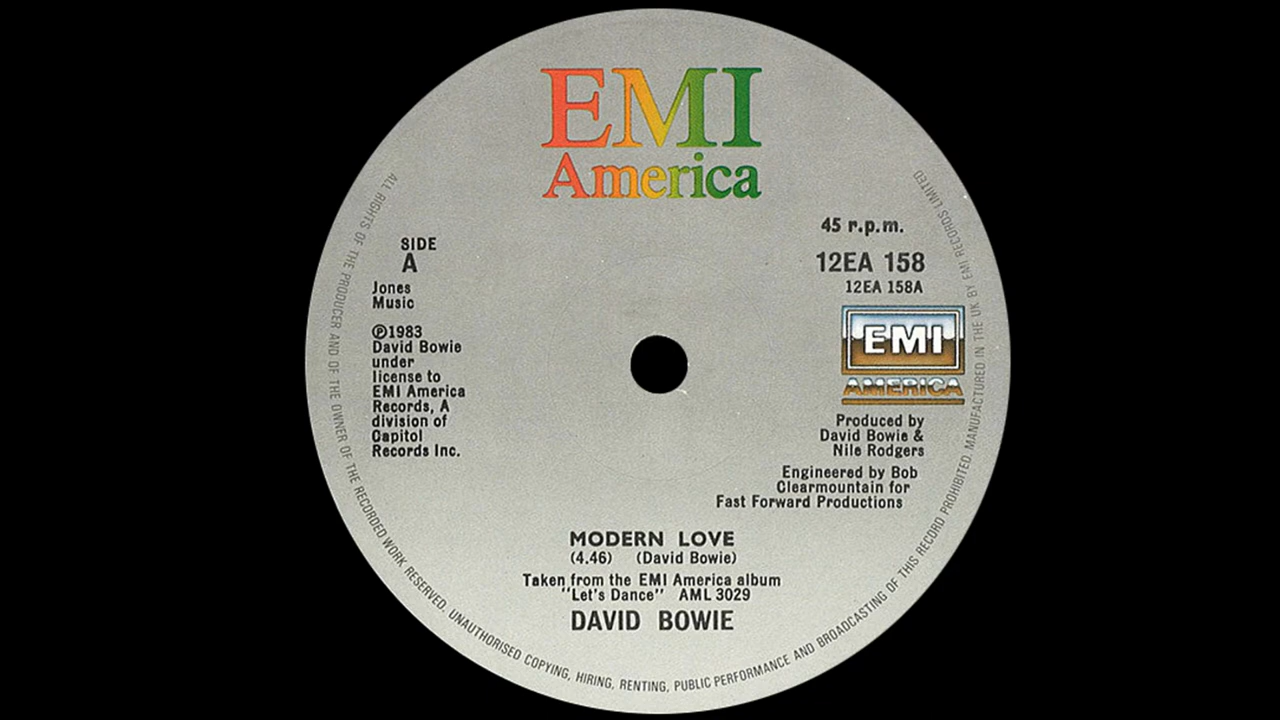 EMI
America
45 r.p.m.
SIDE
A
12EA 158
12EA 158A
Jones
Music
EMI
AMERICA
℗1983
David Bowie
under
license to
EMI America
Records, A
division of
Capitol
Records Inc.
Produced by
David Bowie &
Nile Rodgers
Engineered by Bob
Clearmountain for
Fast Forward Productions
MODERN LOVE
(4.46) (David Bowie)
Taken from the EMI America album
"Let's Dance" AML 3029
DAVID BOWIE
ALL RIGHTS OF THE PRODUCER AND OF THE OWNER OF THE RECORDED WORK RESERVED. UNAUTHORISED COPYING, HIRING, RENTING, PUBLIC PERFORMANCE AND BROADCASTING OF THIS RECORD PROHIBITED. MANUFACTURED IN THE UK BY EMI RECORDS LIMITED